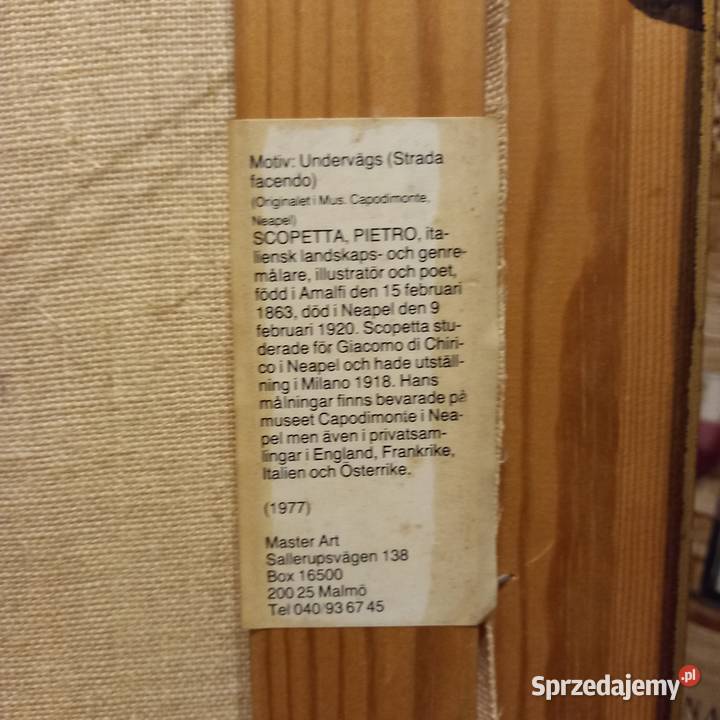 Motiv: Undervägs (Strada
facendo)
(Originalet i Mus. Capodimonte,
Neapel)
SCOPETTA, PIETRO, ita-
liensk landskaps- och genre-
målare, illustratör och poet,
född i Amalfi den 15 februari
1863, död i Neapel den 9
februari 1920. Scopetta stu-
derade för Giacomo di Chiri-
co i Neapel och hade utställ-
ning i Milano 1918. Hans
målningar finns bevarade på
museet Capodimonte i Nea-
pel men även i privatsam-
lingar i England, Frankrike,
Italien och Österrike.
(1977)
Master Art
Sallerupsvägen 138
Box 16500
200 25 Malmö
Tel 040/93 67 45
Sprzedajemy.pl